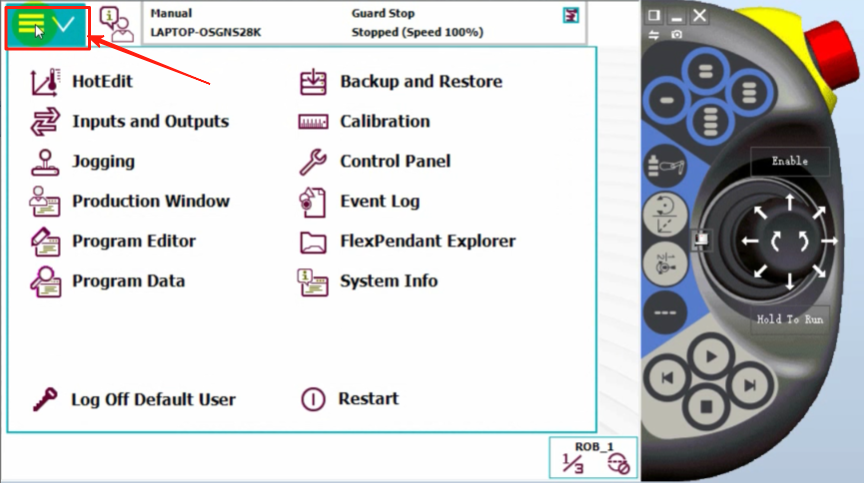 Manual
Guard Stop
LAPTOP-OSGNS28K
Stopped (Speed 100%)
HotEdit
Backup and Restore
Inputs and Outputs
Calibration
Jogging
Control Panel
Production Window
Event Log
Program Editor
FlexPendant Explorer
Program Data
System Info
Log Off Default User
Restart
ROB_1
1/3
Enable
Hold To Run